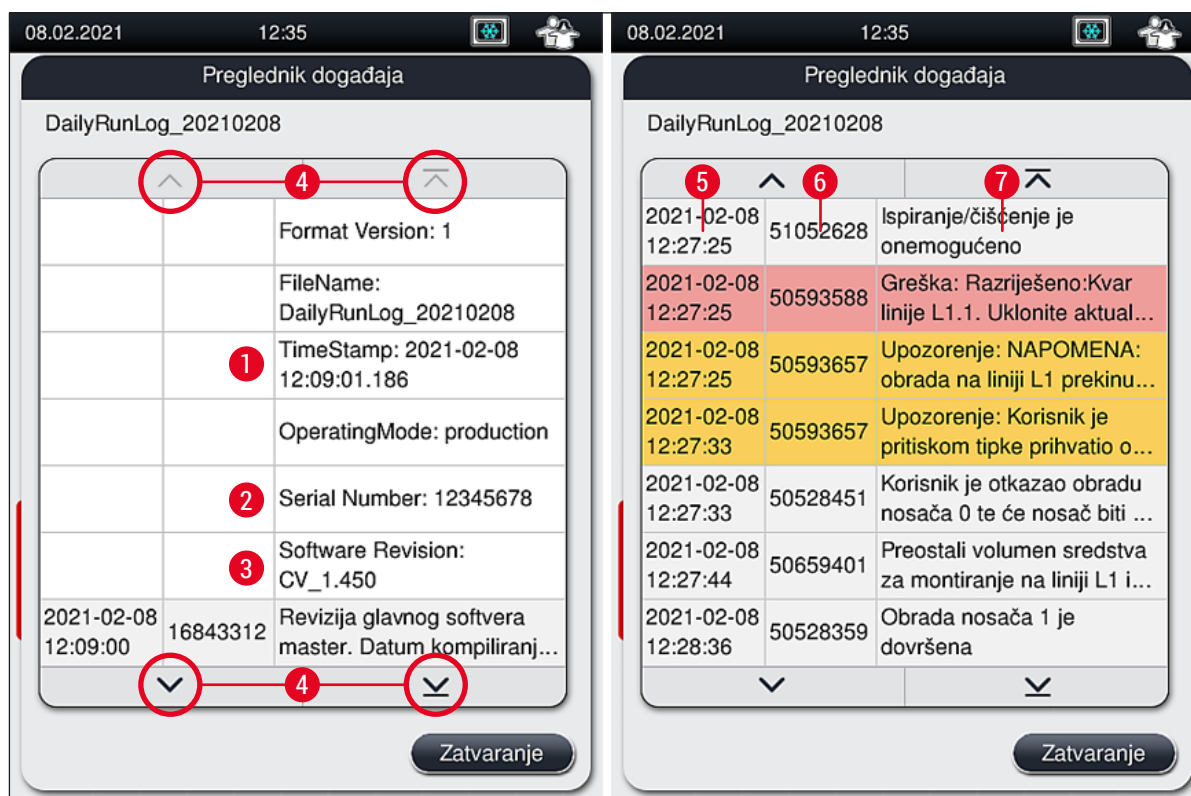 08.02.2021 12:35
Preglednik događaja
DailyRunLog_20210208
4
Format Version: 1
FileName:
DailyRunLog_20210208
1
TimeStamp: 2021-02-08
12:09:01.186
OperatingMode: production
2
Serial Number: 12345678
3
Software Revision:
CV_1.450
2021-02-08
12:09:00
16843312
Revizija glavnog softvera
master. Datum kompiliranj...
4
Zatvaranje
08.02.2021 12:35
Preglednik događaja
DailyRunLog_20210208
5 6 7
2021-02-08
12:27:25
51052628
Ispiranje/čišćenje je
onemogućeno
2021-02-08
12:27:25
50593588
Greška: Razriješeno:Kvar
linije L1.1. Uklonite aktual...
2021-02-08
12:27:25
50593657
Upozorenje: NAPOMENA:
obrada na liniji L1 prekinu...
2021-02-08
12:27:33
50593657
Upozorenje: Korisnik je
pritiskom tipke prihvatio o...
2021-02-08
12:27:33
50528451
Korisnik je otkazao obradu
nosača 0 te će nosač biti ...
2021-02-08
12:27:44
50659401
Preostali volumen sredstva
za montiranje na liniji L1 i...
2021-02-08
12:28:36
50528359
Obrada nosača 1 je
dovršena
Zatvaranje